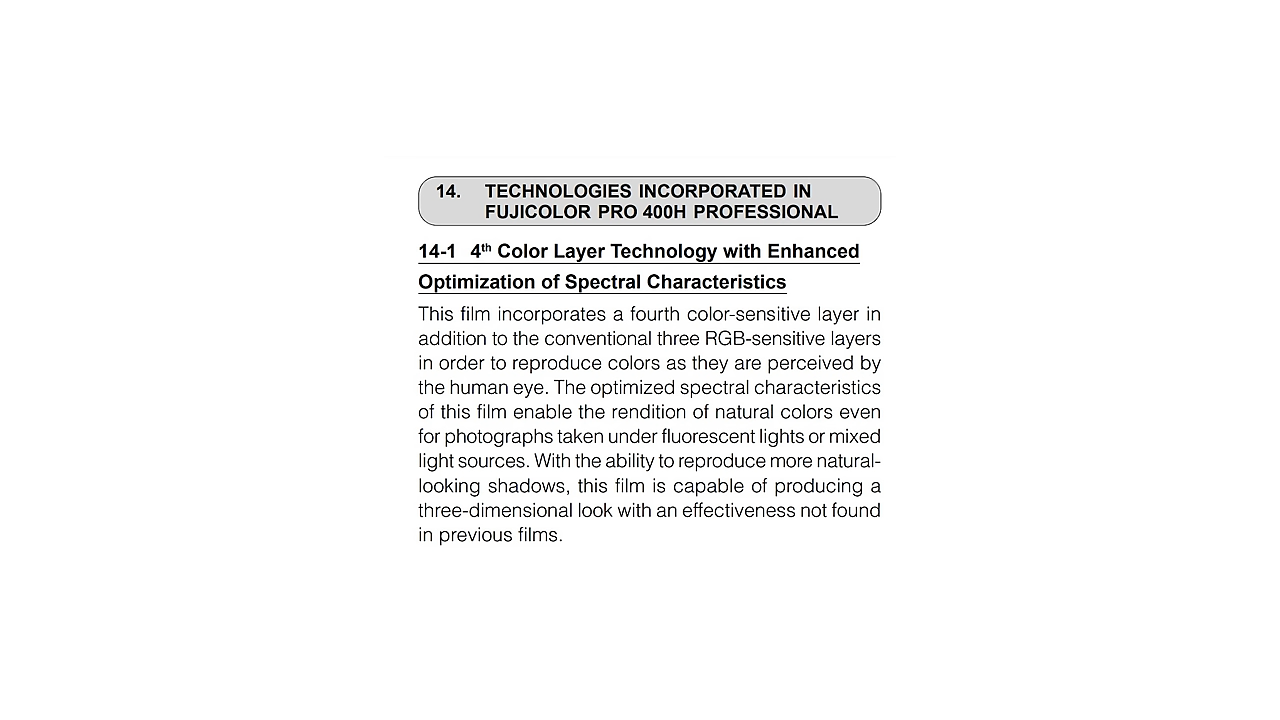 14. TECHNOLOGIES INCORPORATED IN
FUJICOLOR PRO 400H PROFESSIONAL
14-1 4th Color Layer Technology with Enhanced
Optimization of Spectral Characteristics
This film incorporates a fourth color-sensitive layer in
addition to the conventional three RGB-sensitive layers
in order to reproduce colors as they are perceived by
the human eye. The optimized spectral characteristics
of this film enable the rendition of natural colors even
for photographs taken under fluorescent lights or mixed
light sources. With the ability to reproduce more natural-
looking shadows, this film is capable of producing a
three-dimensional look with an effectiveness not found
in previous films.